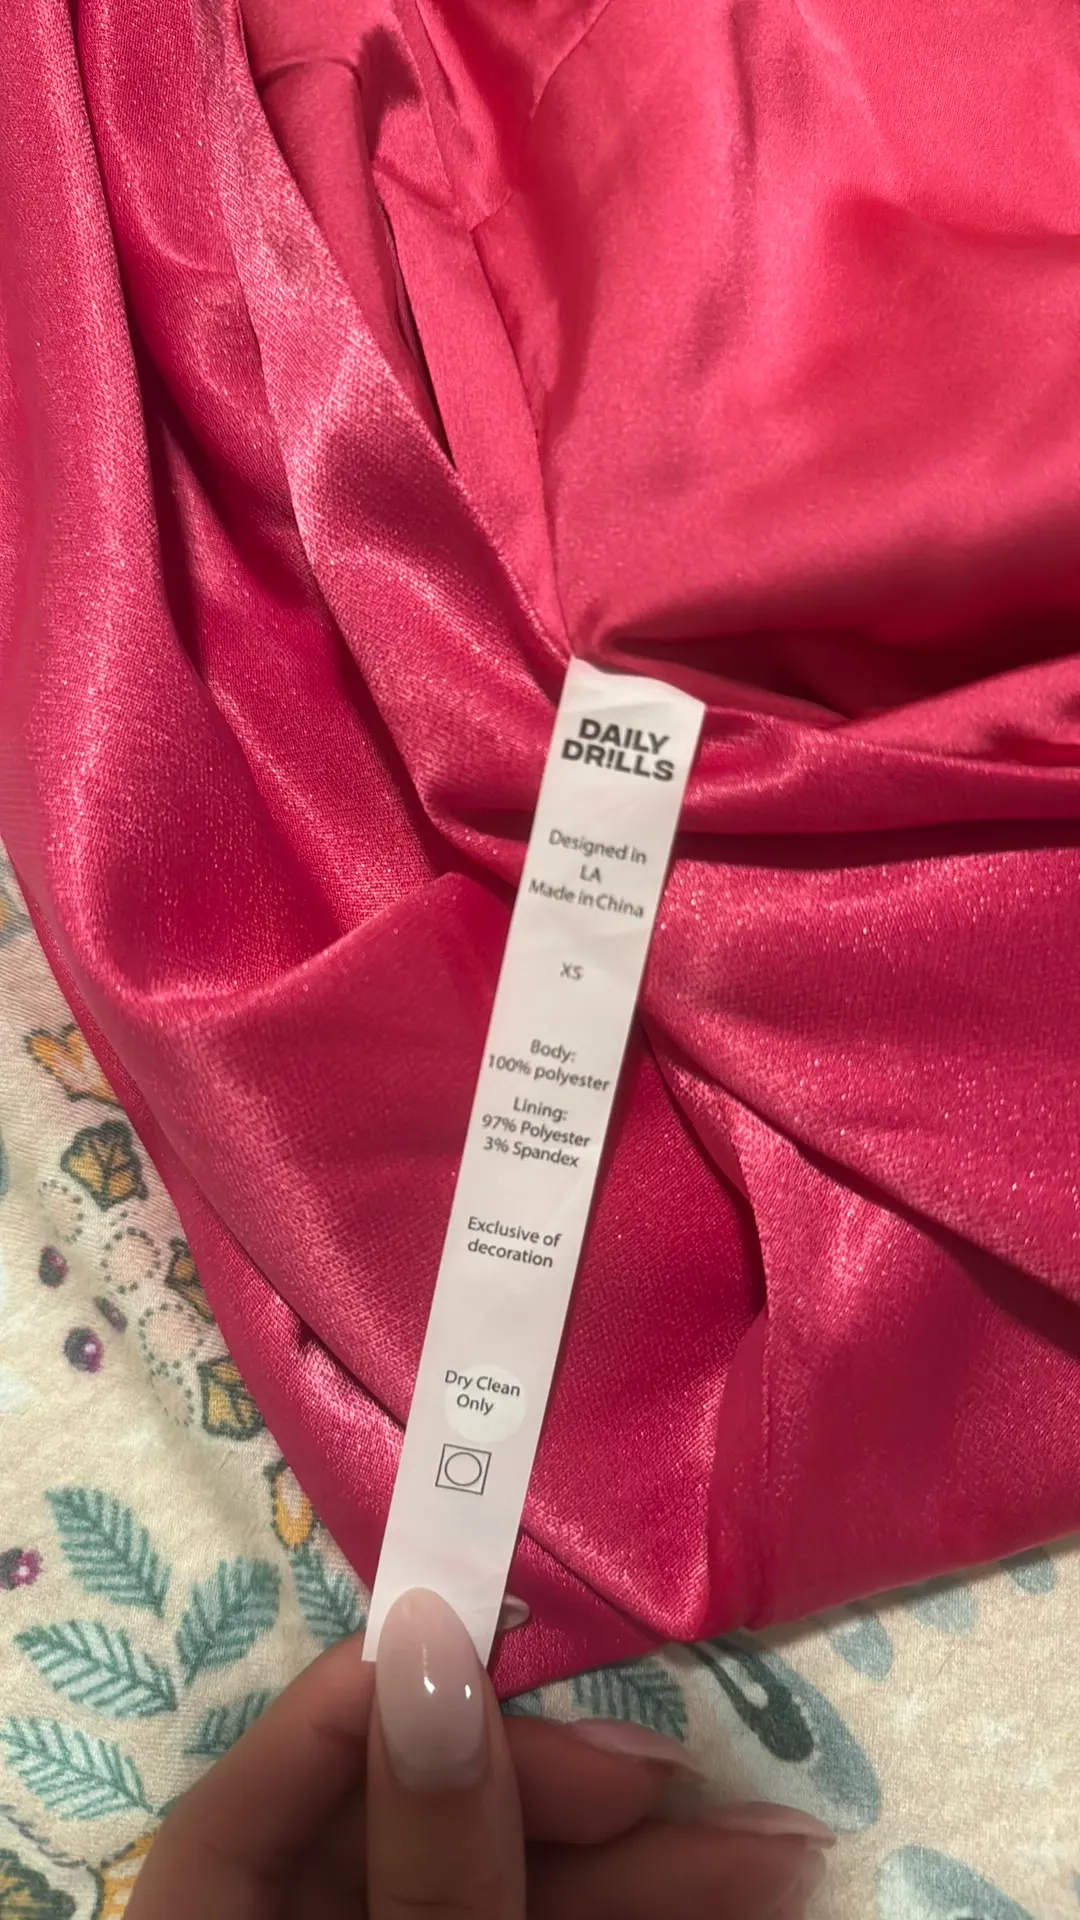 DAILY
DR!LLS
Designed in
LA
Made in China
XS
Body:
100% polyester
Lining:
97% Polyester
3% Spandex
Exclusive of
decoration
Dry Clean
Only